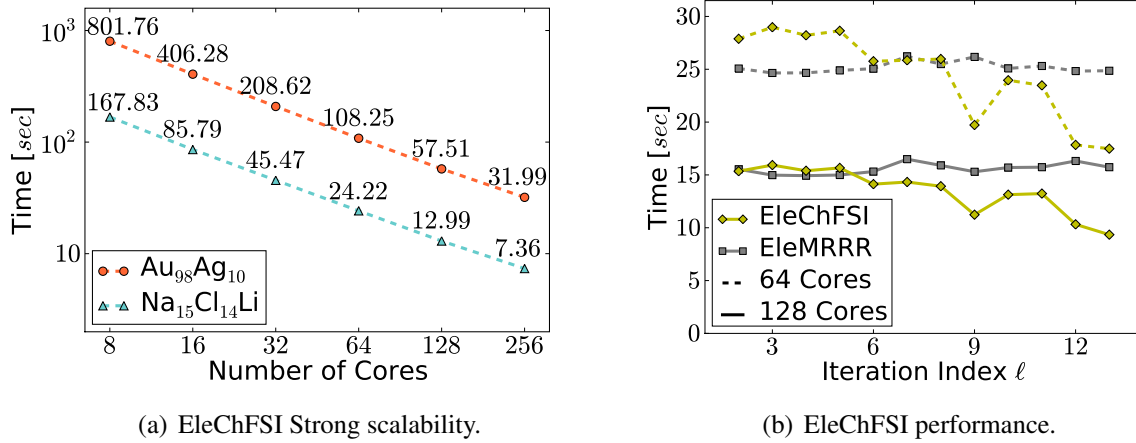 10³
10²
10
Time [sec]
801.76
406.28
208.62
108.25
57.51
31.99
167.83
85.79
45.47
24.22
12.99
7.36
Au₉₈Ag₁₀
Na₁₅Cl₁₄Li
8 16 32 64 128 256
Number of Cores
(a) EleChFSI Strong scalability.
30
25
20
15
10
5
0
Time [sec]
EleChFSI
EleMRRR
64 Cores
128 Cores
3 6 9 12
Iteration Index ℓ
(b) EleChFSI performance.